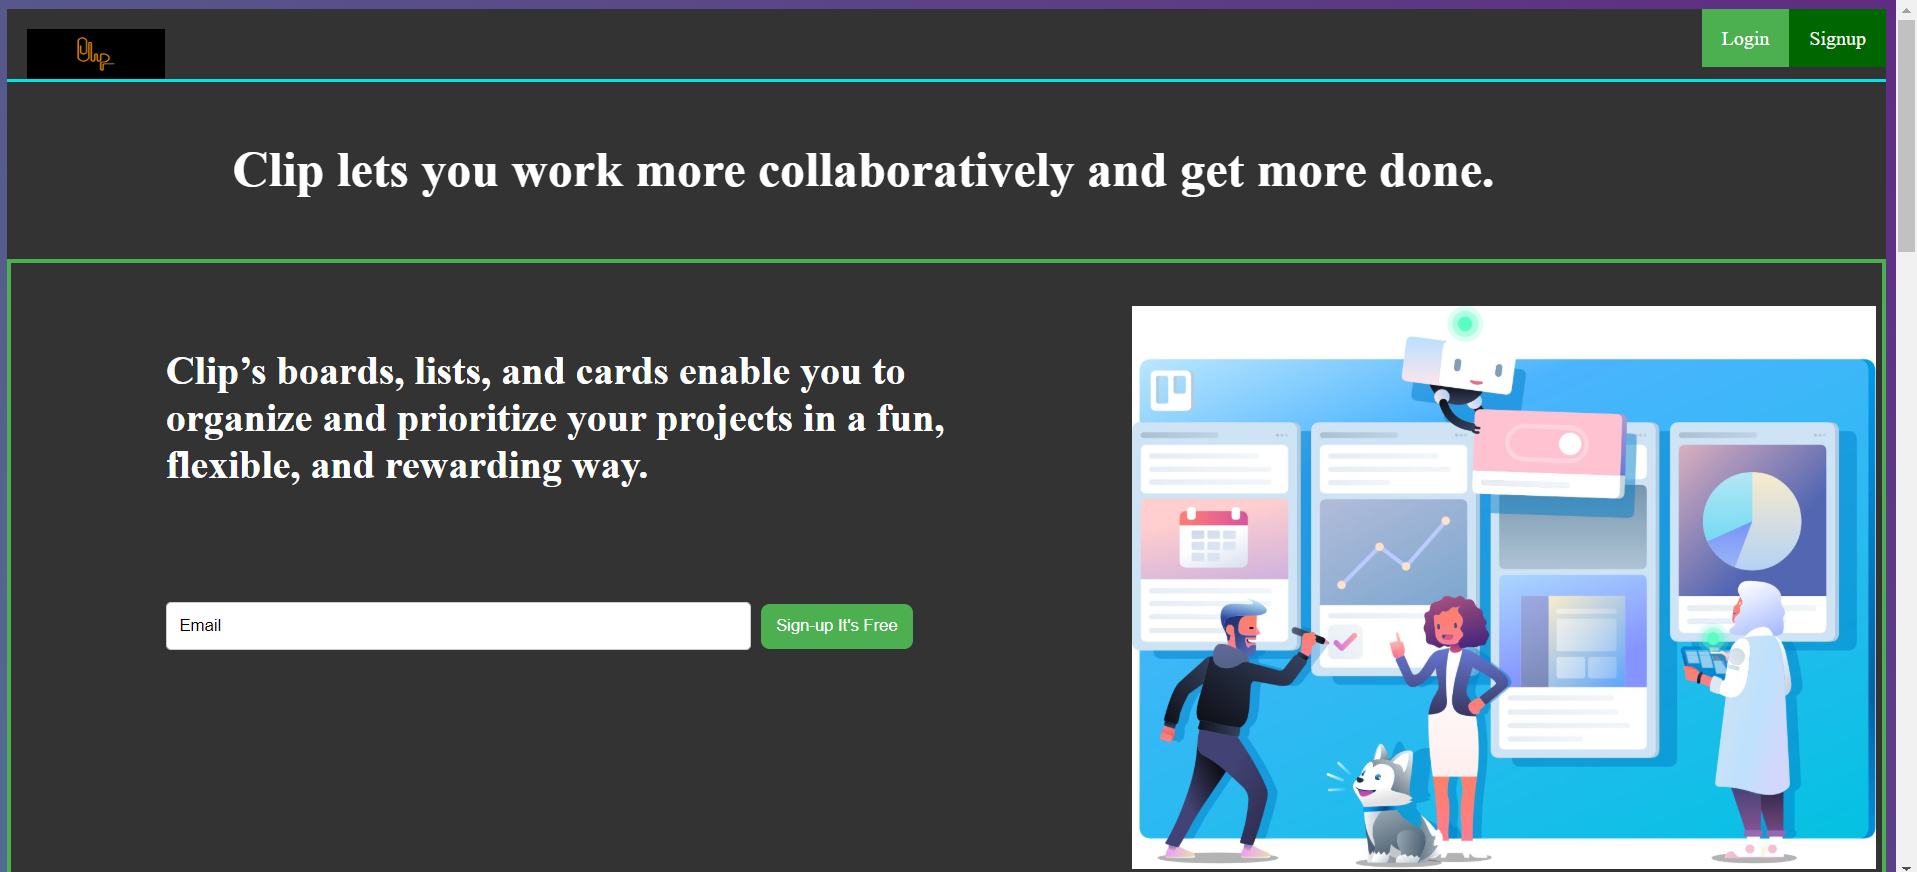 Clip
Login
Signup
Clip lets you work more collaboratively and get more done.
Clip’s boards, lists, and cards enable you to
organize and prioritize your projects in a fun,
flexible, and rewarding way.
Email
Sign-up It's Free